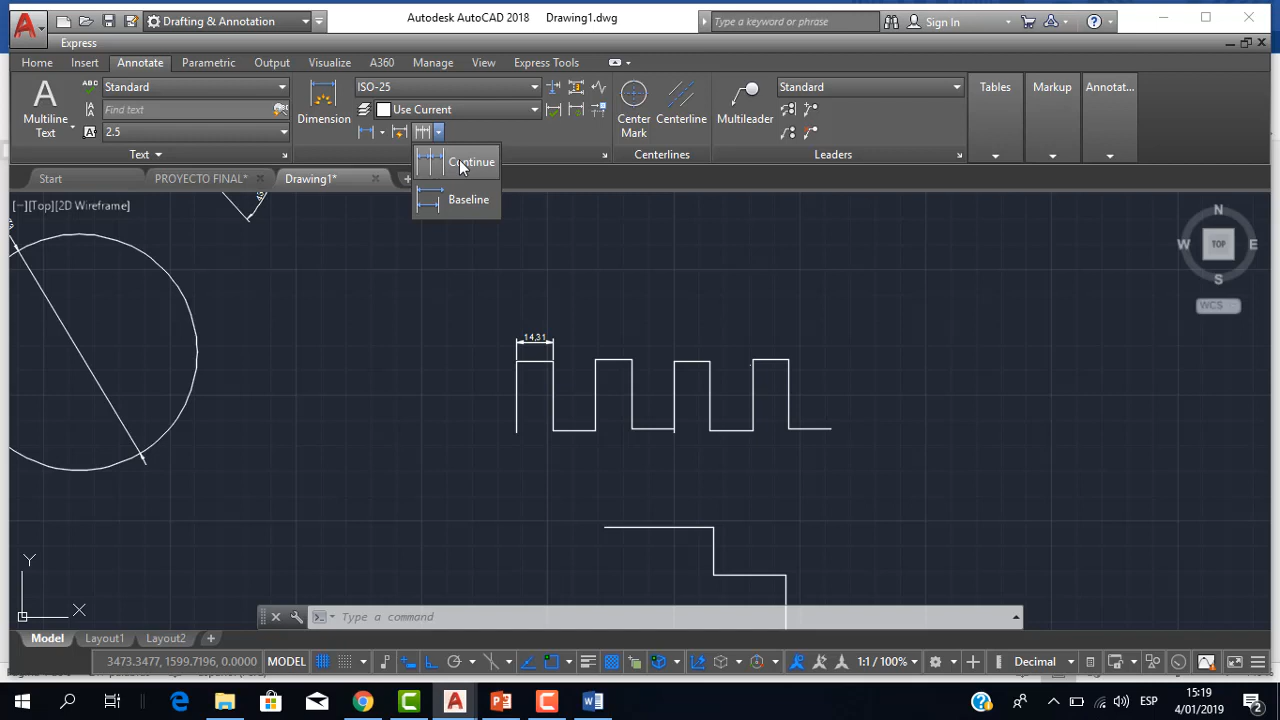 Drafting & Annotation
Autodesk AutoCAD 2018 Drawing1.dwg
Type a keyword or phrase
Sign In
Express
Home Insert Annotate Parametric Output Visualize A360 Manage View Express Tools
Multiline Text
Standard
Find text
2.5
Text
Dimension
ISO-25
Use Current
Continue
Baseline
Center Mark
Centerline
Centerlines
Multileader
Standard
Leaders
Tables
Markup
Annotat...
Start PROYECTO FINAL* Drawing1*
[−][Top][2D Wireframe]
N
W TOP E
S
WCS
14,31
Y
X
Type a command
Model Layout1 Layout2
3473.3477, 1599.7196, 0.0000 MODEL 1:1 / 100% Decimal
ESP
15:19
4/01/2019
2